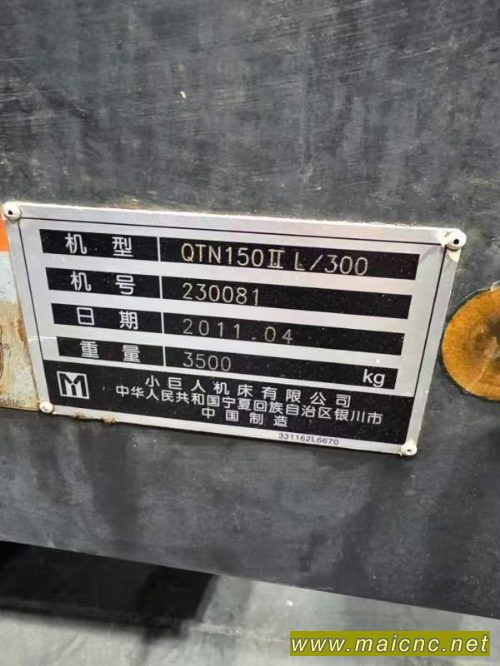 机型 QTN150Ⅱ L/300
机号 230081
日期 2011.04
重量 3500 kg
小巨人机床有限公司
中华人民共和国宁夏回族自治区银川市
中国制造
331162L6670
www.maicnc.net